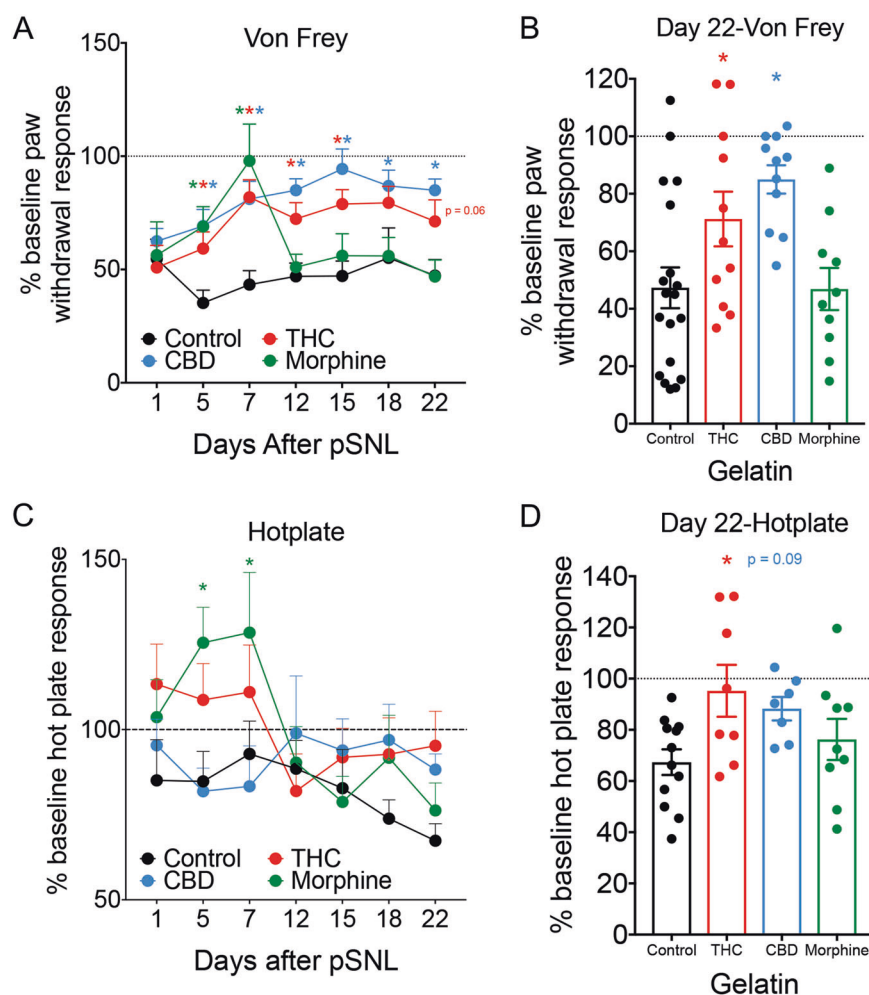 A
Von Frey
150
100
50
0
% baseline paw
withdrawal response
***
***
**
**
*
*
p = 0.06
Control THC
CBD Morphine
1 5 7 12 15 18 22
Days After pSNL
B
Day 22-Von Frey
* *
120
100
80
60
40
20
0
% baseline paw
withdrawal response
Control THC CBD Morphine
Gelatin
C
Hotplate
150
100
50
% baseline hot plate response
* *
Control THC
CBD Morphine
1 5 7 12 15 18 22
Days after pSNL
D
Day 22-Hotplate
* p = 0.09
140
120
100
80
60
40
20
0
% baseline hot plate response
Control THC CBD Morphine
Gelatin